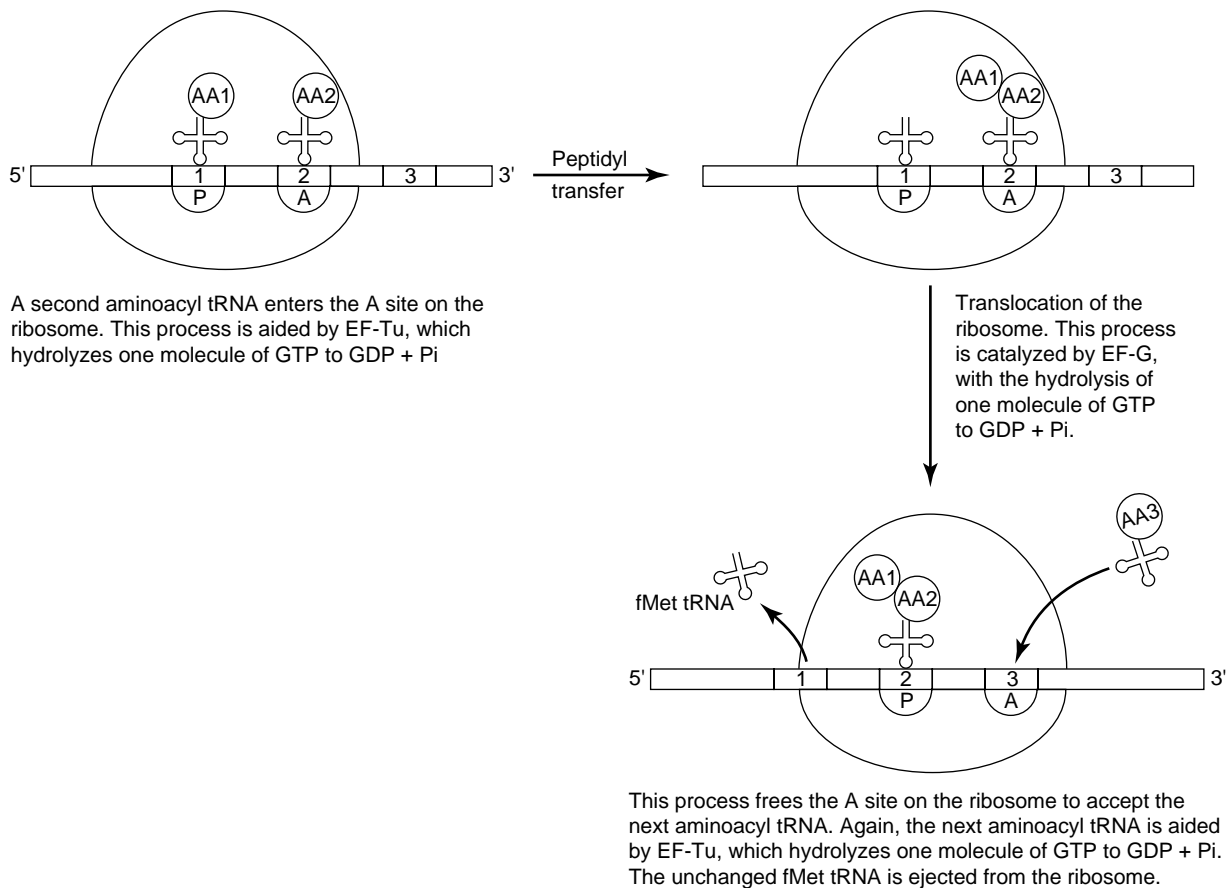 AA1 AA2
5' 1 2 3 3'
P A
A second aminoacyl tRNA enters the A site on the
ribosome. This process is aided by EF-Tu, which
hydrolyzes one molecule of GTP to GDP + Pi
Peptidyl
transfer
AA1
AA2
1 2 3
P A
Translocation of the
ribosome. This process
is catalyzed by EF-G,
with the hydrolysis of
one molecule of GTP
to GDP + Pi.
AA3
AA1
AA2
fMet tRNA
5' 1 2 3 3'
P A
This process frees the A site on the ribosome to accept the
next aminoacyl tRNA. Again, the next aminoacyl tRNA is aided
by EF-Tu, which hydrolyzes one molecule of GTP to GDP + Pi.
The unchanged fMet tRNA is ejected from the ribosome.